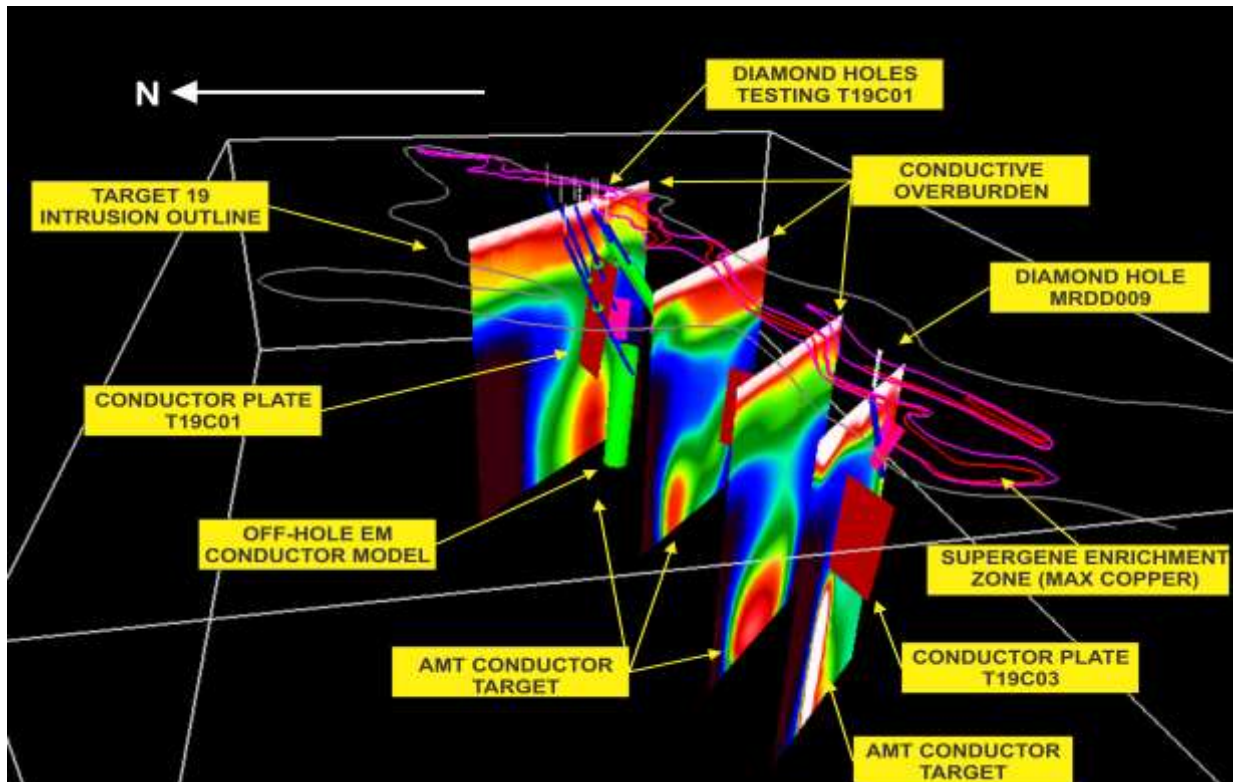 DIAMOND HOLES
TESTING T19C01
N
CONDUCTIVE
OVERBURDEN
TARGET 19
INTRUSION OUTLINE
DIAMOND HOLE
MRDD009
CONDUCTOR PLATE
T19C01
OFF-HOLE EM
CONDUCTOR MODEL
SUPERGENE ENRICHMENT
ZONE (MAX COPPER)
AMT CONDUCTOR
TARGET
CONDUCTOR PLATE
T19C03
AMT CONDUCTOR
TARGET